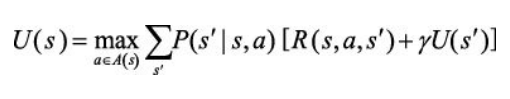 U(s) = max_{a∈A(s)} ∑_{s′} P(s′ | s, a) [R(s, a, s′) + γU(s′)]